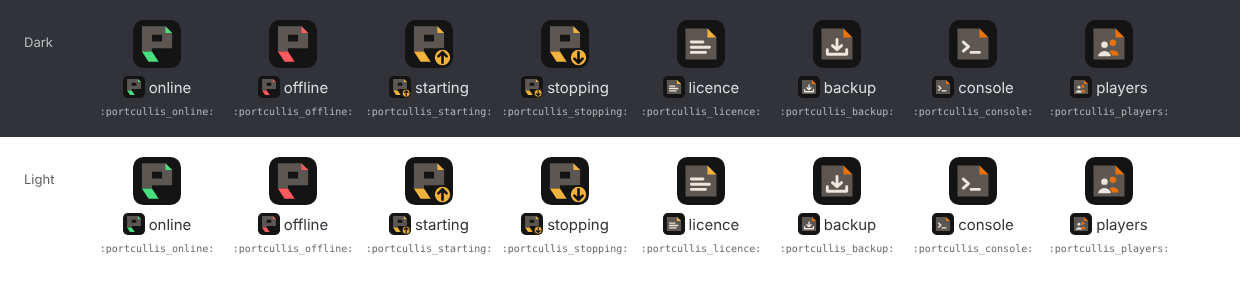 Dark
online offline starting stopping licence backup console players
:portcullis_online: :portcullis_offline: :portcullis_starting: :portcullis_stopping: :portcullis_licence: :portcullis_backup: :portcullis_console: :portcullis_players:
Light
online offline starting stopping licence backup console players
:portcullis_online: :portcullis_offline: :portcullis_starting: :portcullis_stopping: :portcullis_licence: :portcullis_backup: :portcullis_console: :portcullis_players: